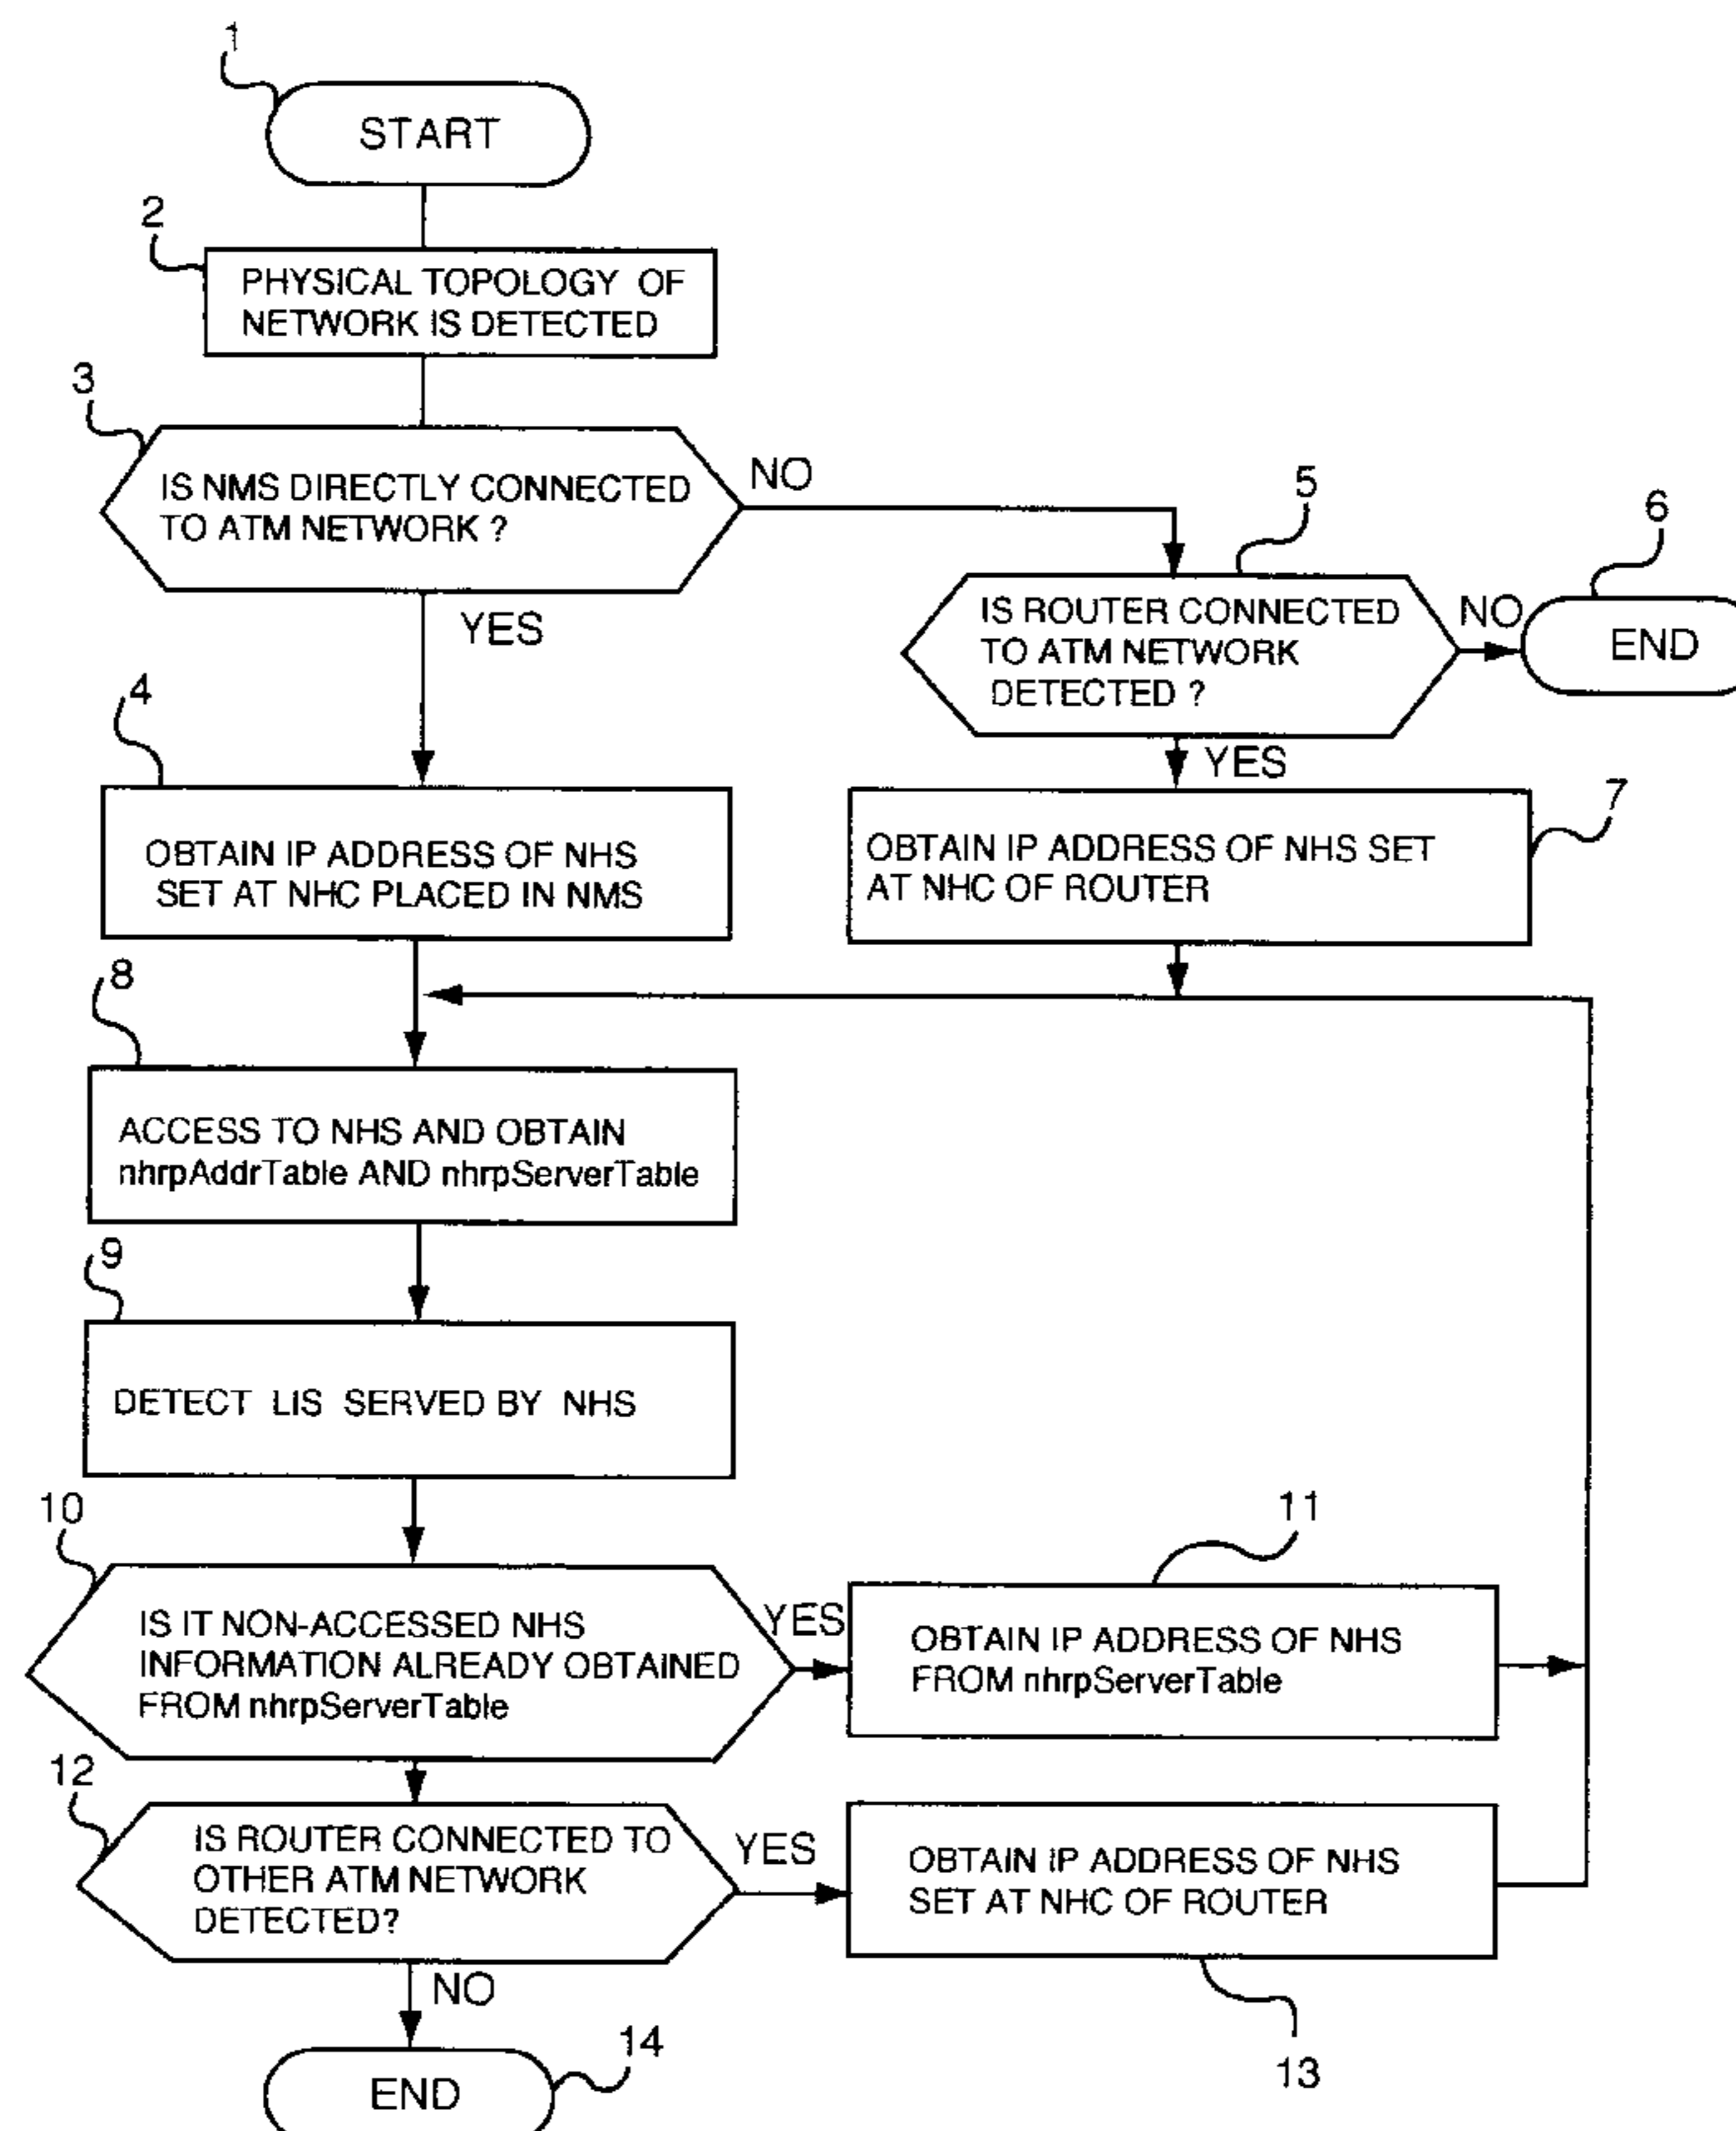 1
START
2
PHYSICAL TOPOLOGY OF
NETWORK IS DETECTED
3
IS NMS DIRECTLY CONNECTED
TO ATM NETWORK ?
NO
YES
5
IS ROUTER CONNECTED
TO ATM NETWORK
DETECTED ?
NO
6
END
YES
4
OBTAIN IP ADDRESS OF NHS
SET AT NHC PLACED IN NMS
7
OBTAIN IP ADDRESS OF NHS SET
AT NHC OF ROUTER
8
ACCESS TO NHS AND OBTAIN
nhrpAddrTable AND nhrpServerTable
9
DETECT LIS SERVED BY NHS
10
IS IT NON-ACCESSED NHS
INFORMATION ALREADY OBTAINED
FROM nhrpServerTable
YES
11
OBTAIN IP ADDRESS OF NHS
FROM nhrpServerTable
12
IS ROUTER CONNECTED TO
OTHER ATM NETWORK
DETECTED?
YES
OBTAIN IP ADDRESS OF NHS
SET AT NHC OF ROUTER
13
NO
14
END